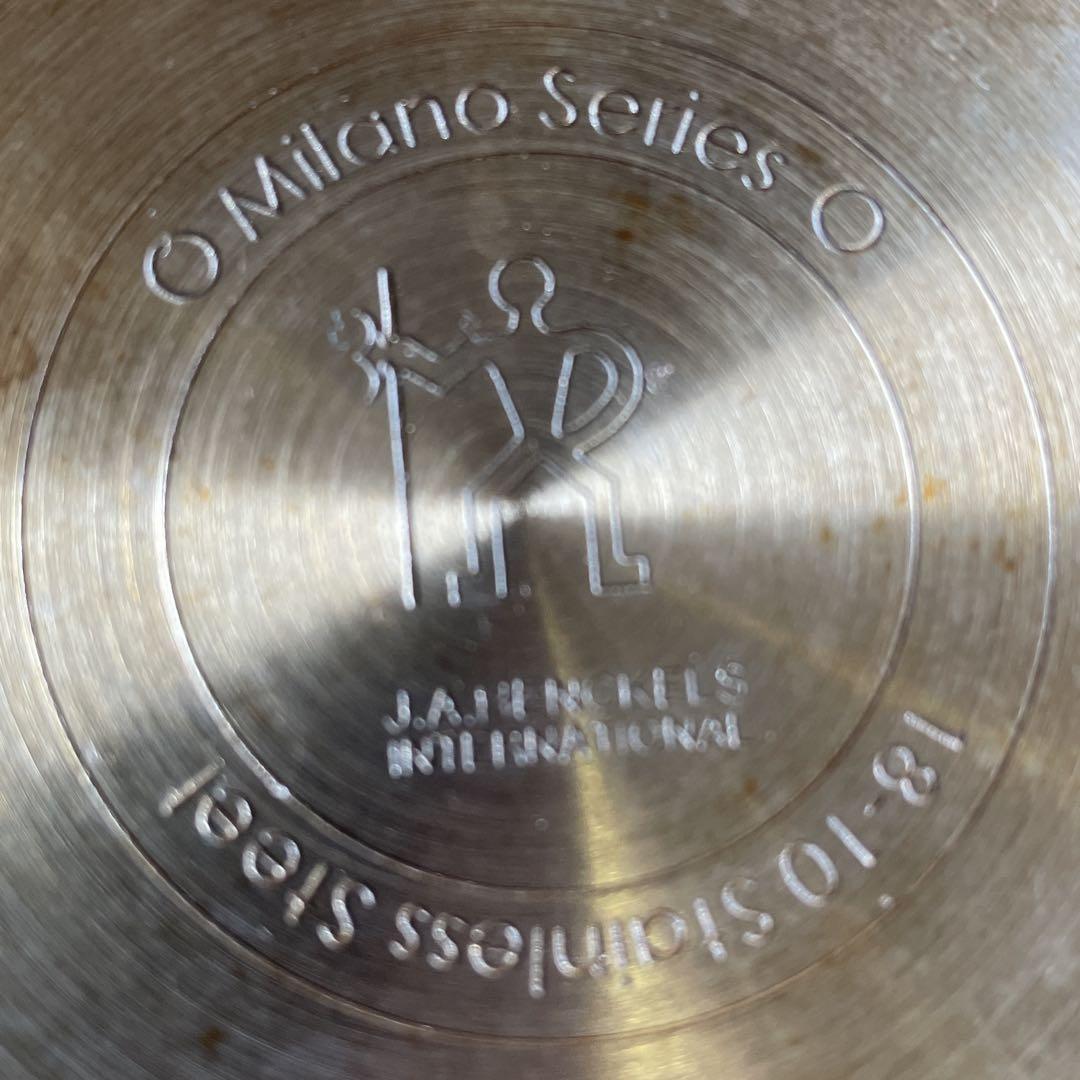 O Milano Series O
J.A. HENCKELS
INTERNATIONAL
18-10 Stainless Steel